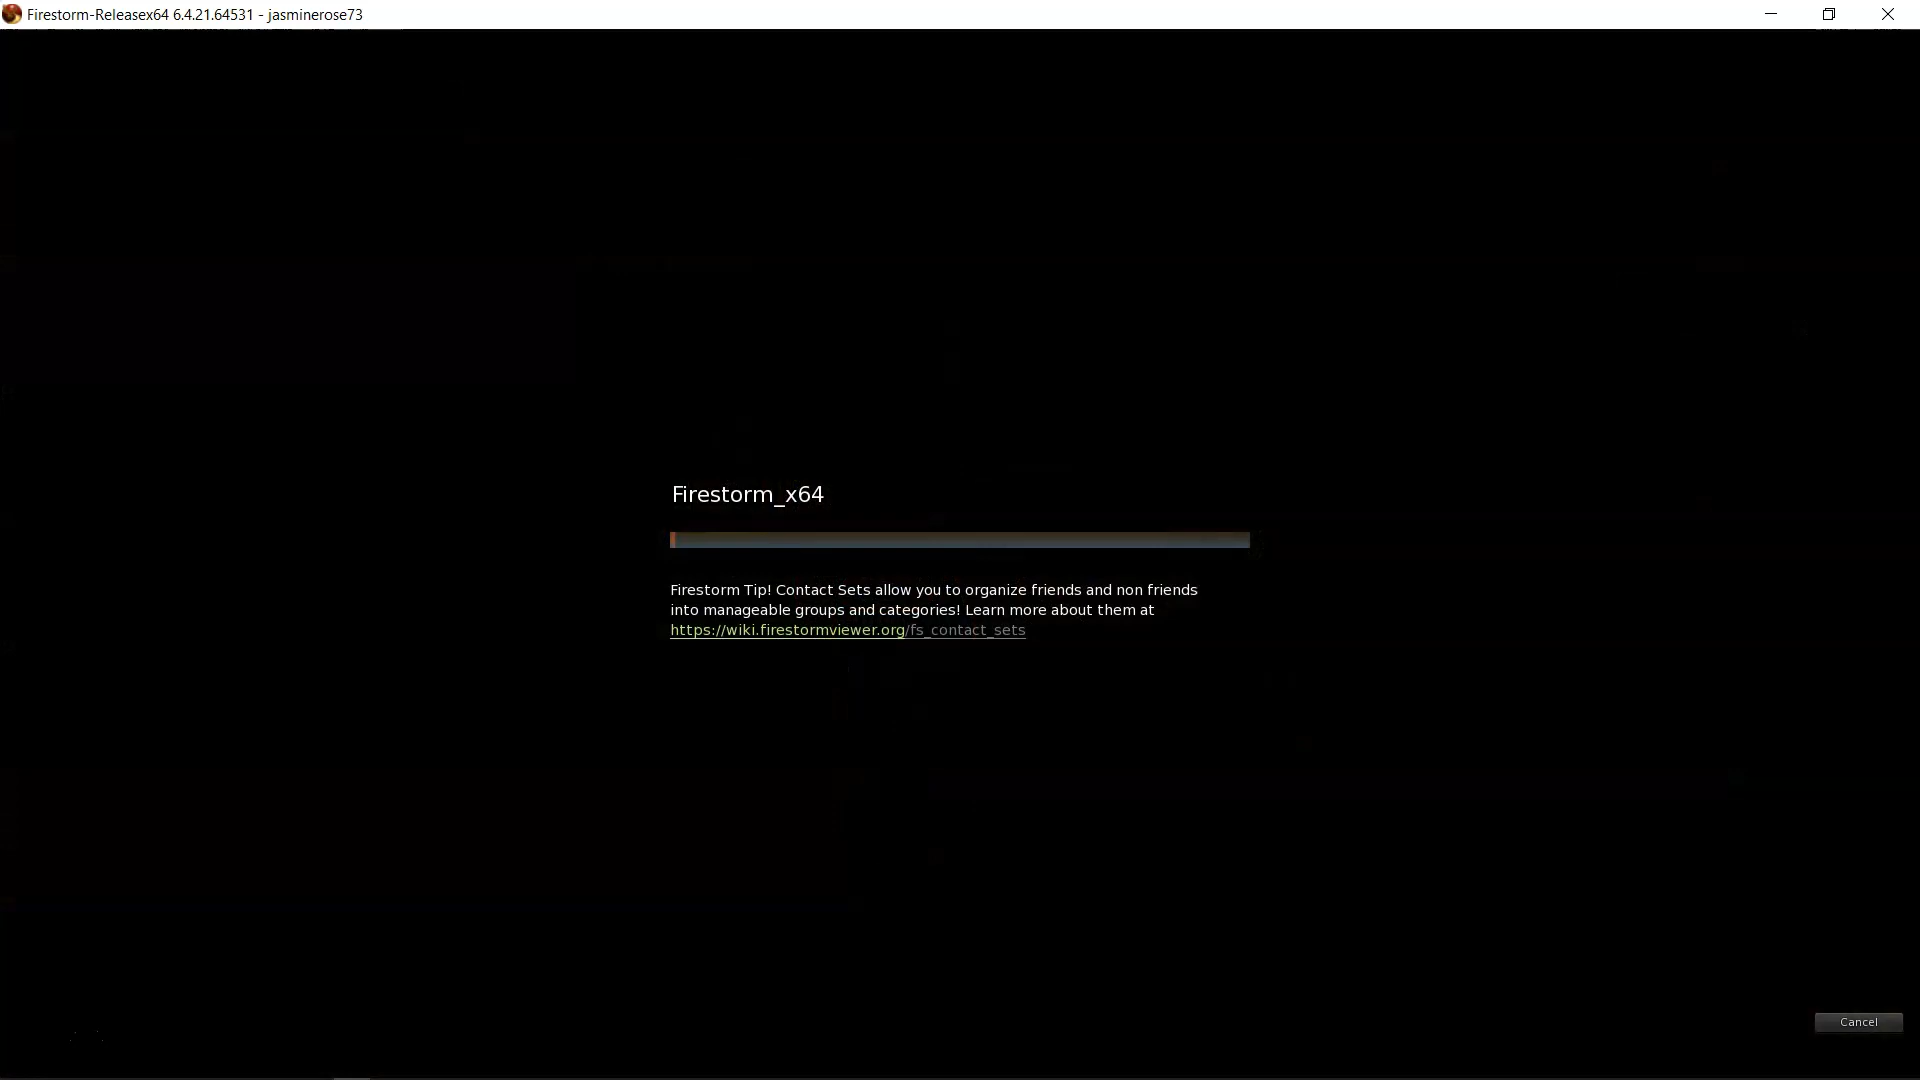 Firestorm-Releasex64 6.4.21.64531 - jasminerose73
Firestorm_x64
Firestorm Tip! Contact Sets allow you to organize friends and non friends
into manageable groups and categories! Learn more about them at
https://wiki.firestormviewer.org/fs_contact_sets
Cancel